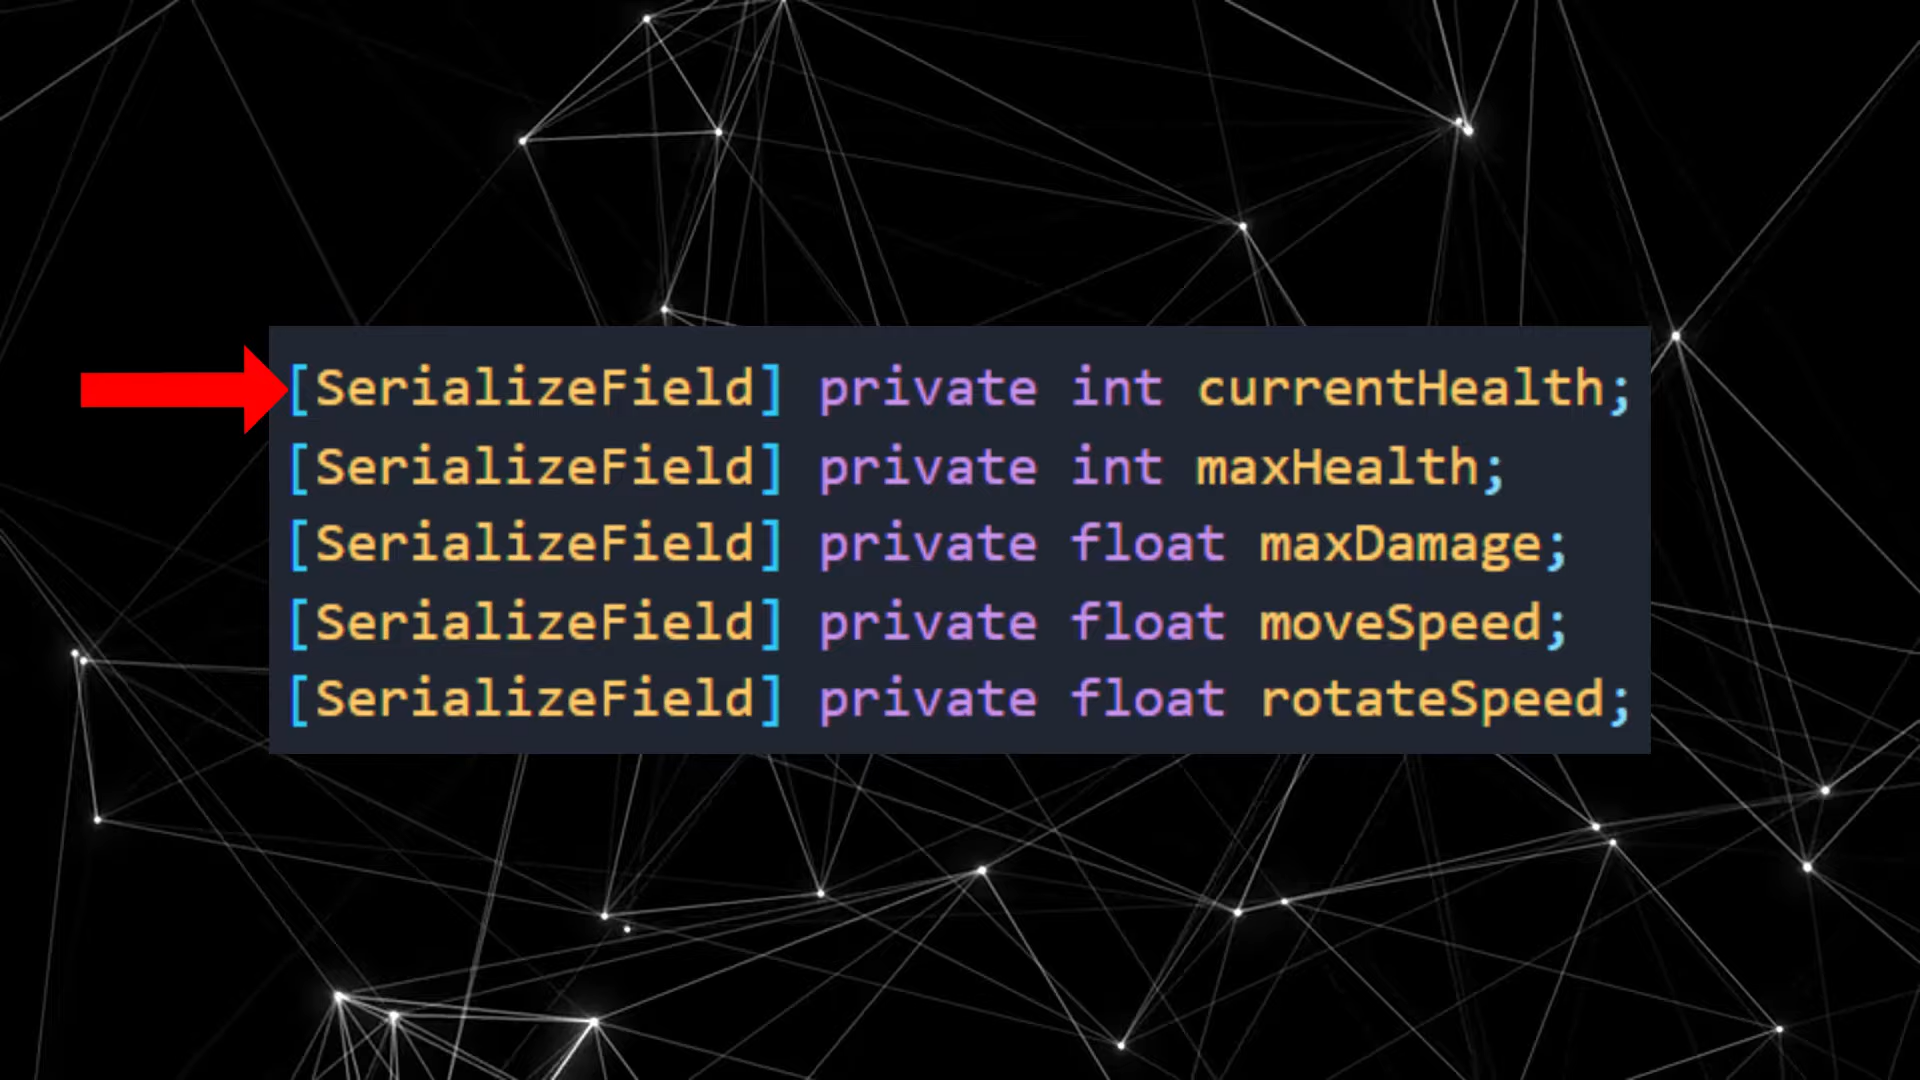 [SerializeField] private int currentHealth;
[SerializeField] private int maxHealth;
[SerializeField] private float maxDamage;
[SerializeField] private float moveSpeed;
[SerializeField] private float rotateSpeed;